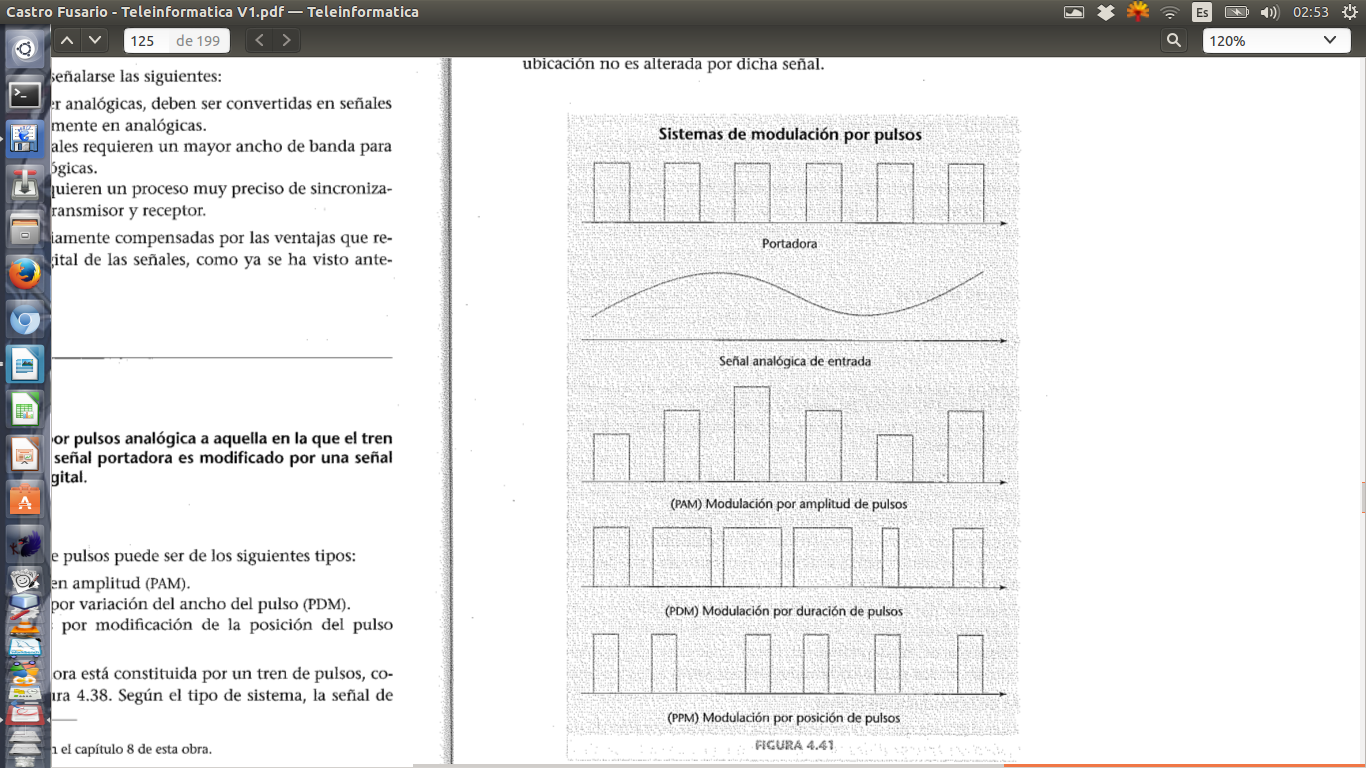 Castro Fusario - Teleinformatica V1.pdf — Teleinformatica
Es
02:53
125 de 199
120%
señalarse las siguientes:
er analógicas, deben ser convertidas en señales
mente en analógicas.
ales requieren un mayor ancho de banda para
ógicas.
quieren un proceso muy preciso de sincroniza-
ransmisor y receptor.
iamente compensadas por las ventajas que re-
gital de las señales, como ya se ha visto ante-
or pulsos analógica a aquella en la que el tren
señal portadora es modificado por una señal
gital.
e pulsos puede ser de los siguientes tipos:
en amplitud (PAM).
por variación del ancho del pulso (PDM).
por modificación de la posición del pulso
ora está constituida por un tren de pulsos, co-
ura 4.38. Según el tipo de sistema, la señal de
n el capítulo 8 de esta obra.
ubicación no es alterada por dicha señal.
Sistemas de modulación por pulsos
Portadora
Señal analógica de entrada
(PAM) Modulación por amplitud de pulsos
(PDM) Modulación por duración de pulsos
(PPM) Modulación por posición de pulsos
FIGURA 4.41